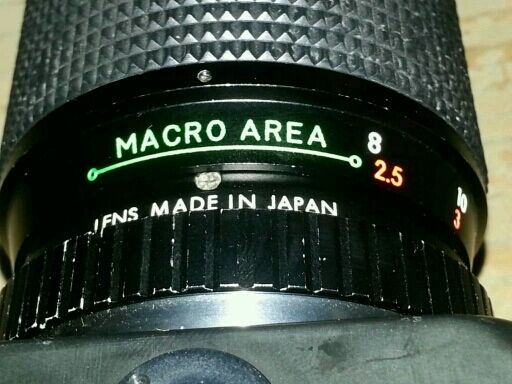 MACRO AREA 8
2.5 10
3
LENS MADE IN JAPAN